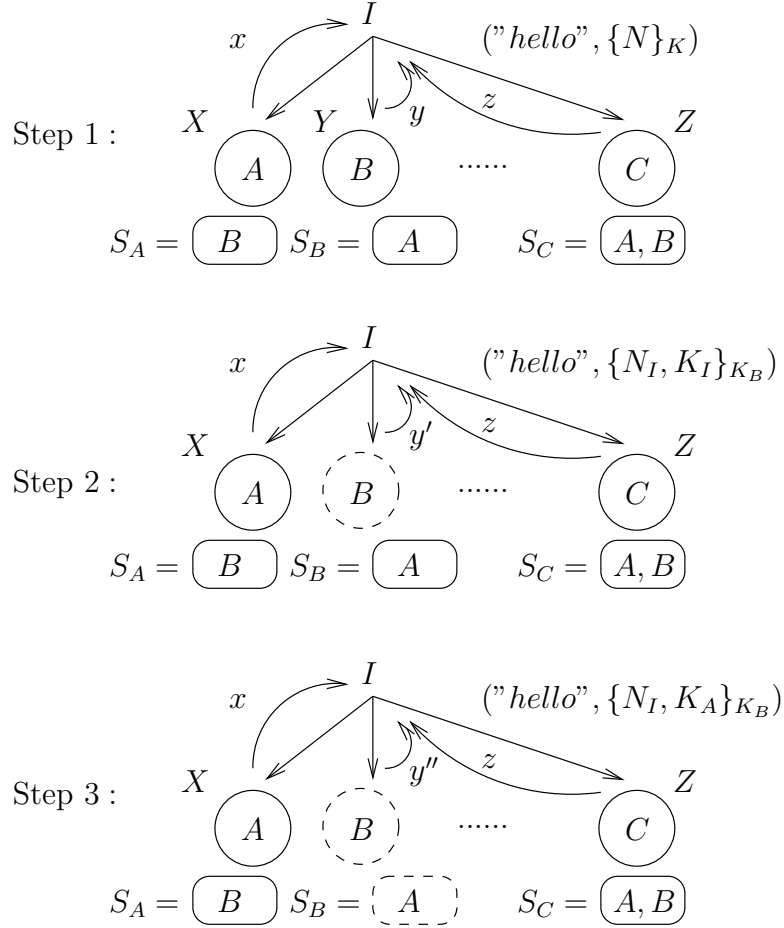 I
x ("hello", {N}_K)
y z
X Y Z
Step 1 : A B ...... C
S_A = B S_B = A S_C = A, B
I
x ("hello", {N_I, K_I}_{K_B})
y′ z
X Z
Step 2 : A B ...... C
S_A = B S_B = A S_C = A, B
I
x ("hello", {N_I, K_A}_{K_B})
y′′ z
X Z
Step 3 : A B ...... C
S_A = B S_B = A S_C = A, B